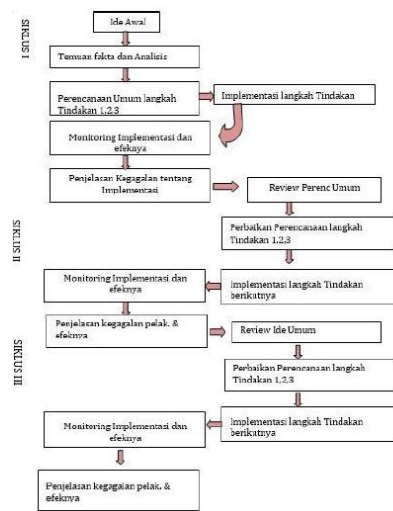 SIKLUS I
Ide Awal
Temuan fakta dan Analisis
Perencanaan Umum langkah
Tindakan 1,2,3
Implementasi langkah Tindakan
Monitoring Implementasi dan
efeknya
Penjelasan Kegagalan tentang
Implementasi
Review Perenc Umum
SIKLUS II
Perbaikan Perencanaan langkah
Tindakan 1,2,3
Monitoring Implementasi dan
efeknya
Implementasi langkah Tindakan
berikutnya
Penjelasan kegagalan pelak. &
efeknya
Review Ide Umum
SIKLUS III
Perbaikan Perencanaan langkah
Tindakan 1,2,3
Monitoring Implementasi dan
efeknya
Implementasi langkah Tindakan
berikutnya
Penjelasan kegagalan pelak. &
efeknya